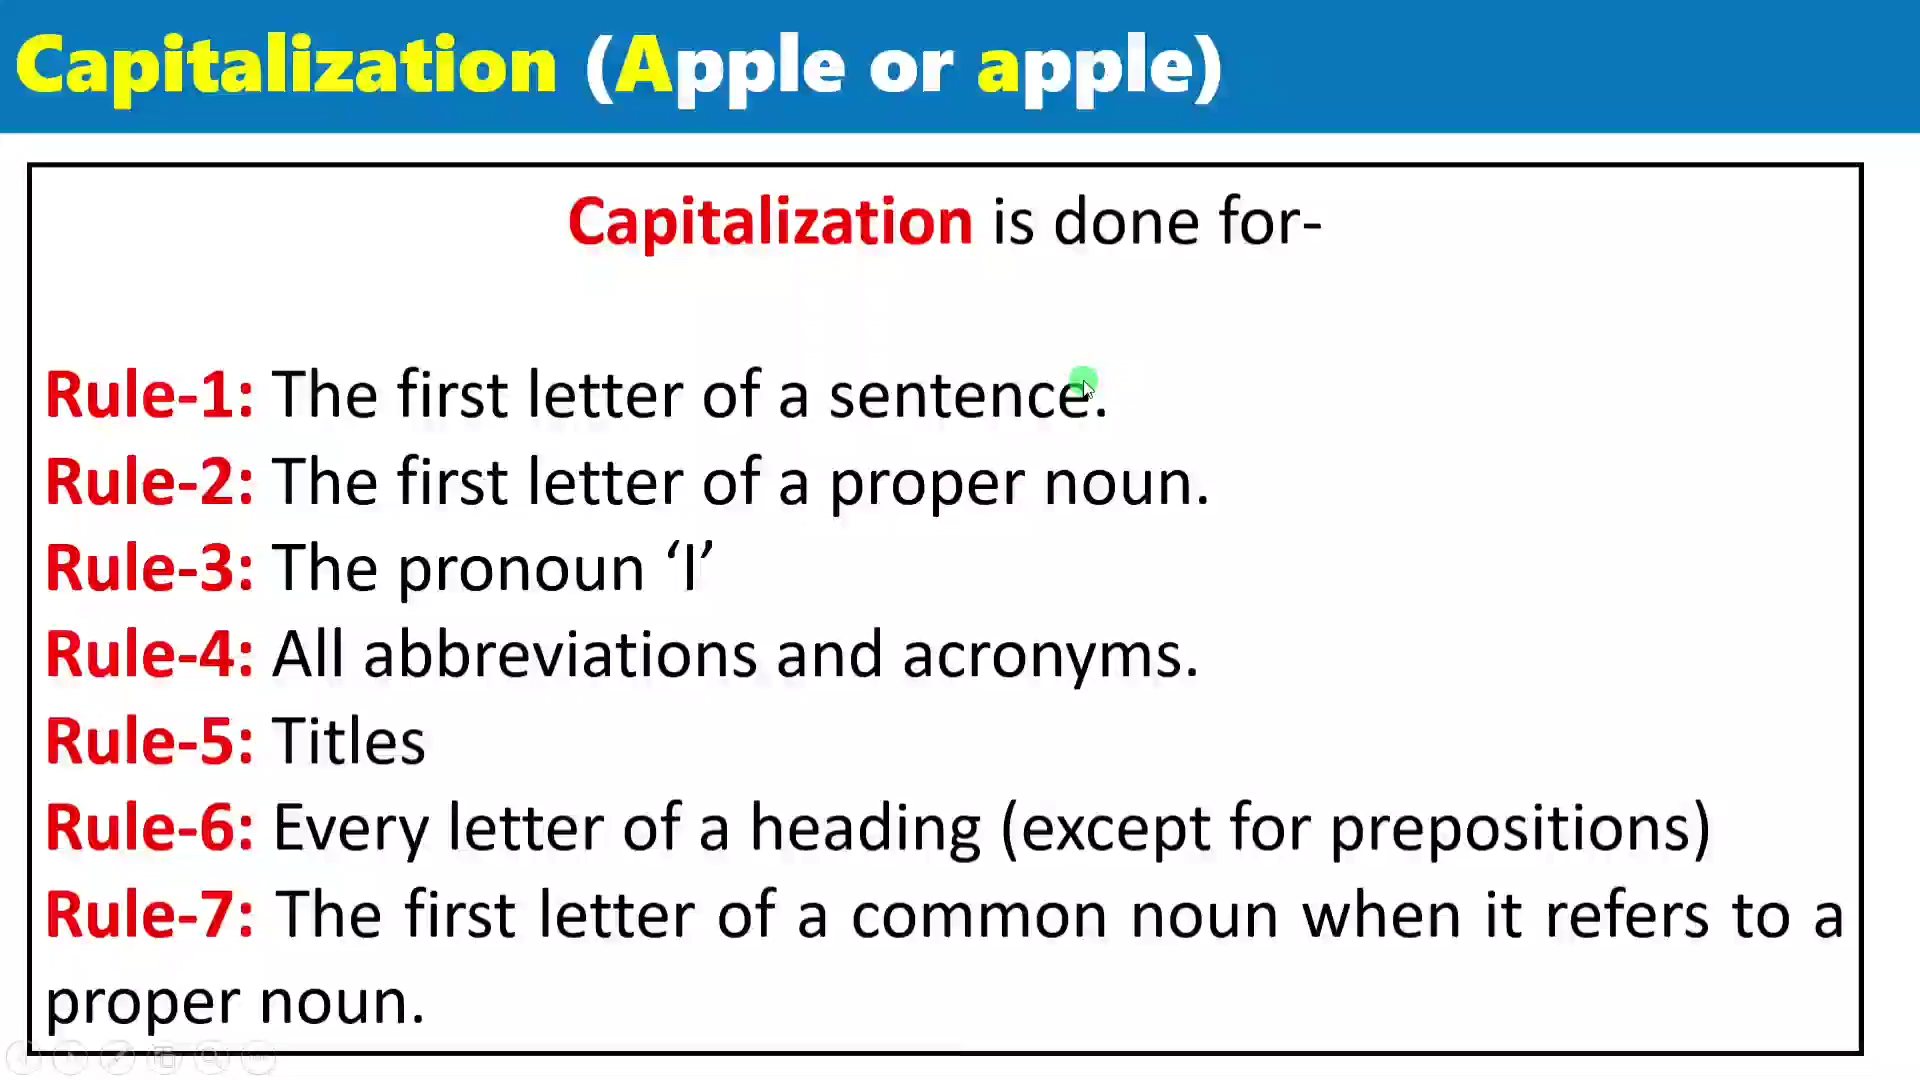 Capitalization (Apple or apple)
Capitalization is done for-
Rule-1: The first letter of a sentence.
Rule-2: The first letter of a proper noun.
Rule-3: The pronoun ‘I’
Rule-4: All abbreviations and acronyms.
Rule-5: Titles
Rule-6: Every letter of a heading (except for prepositions)
Rule-7: The first letter of a common noun when it refers to a
proper noun.